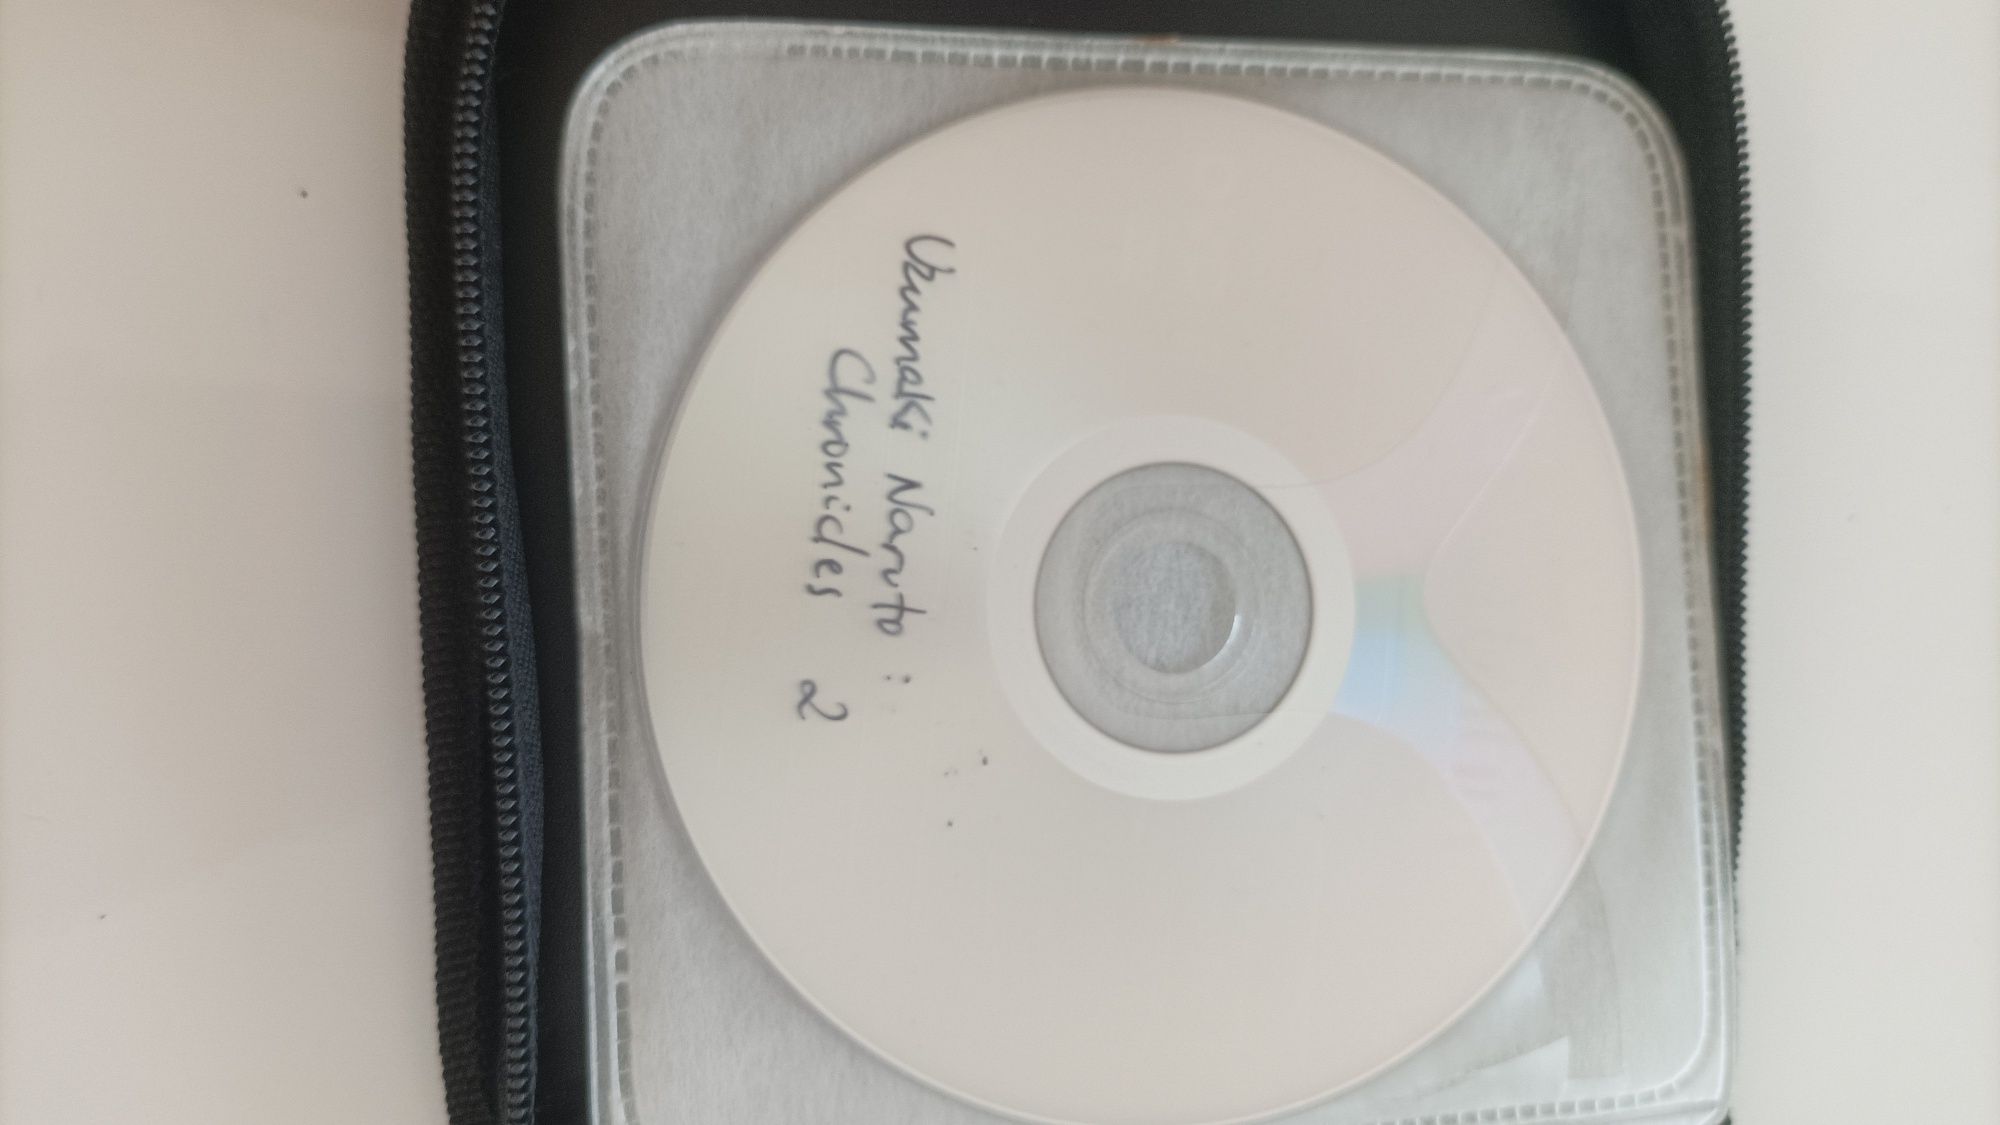 Uzumaki Naruto :
Chronicles 2